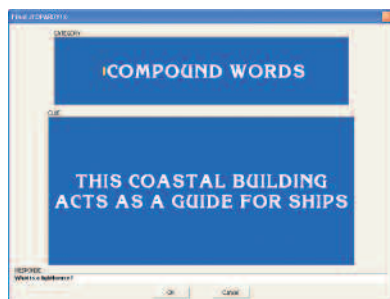 Final JEOPARDY!
CATEGORY
COMPOUND WORDS
CLUE
THIS COASTAL BUILDING
ACTS AS A GUIDE FOR SHIPS
RESPONSE
What is a lighthouse?
OK Cancel